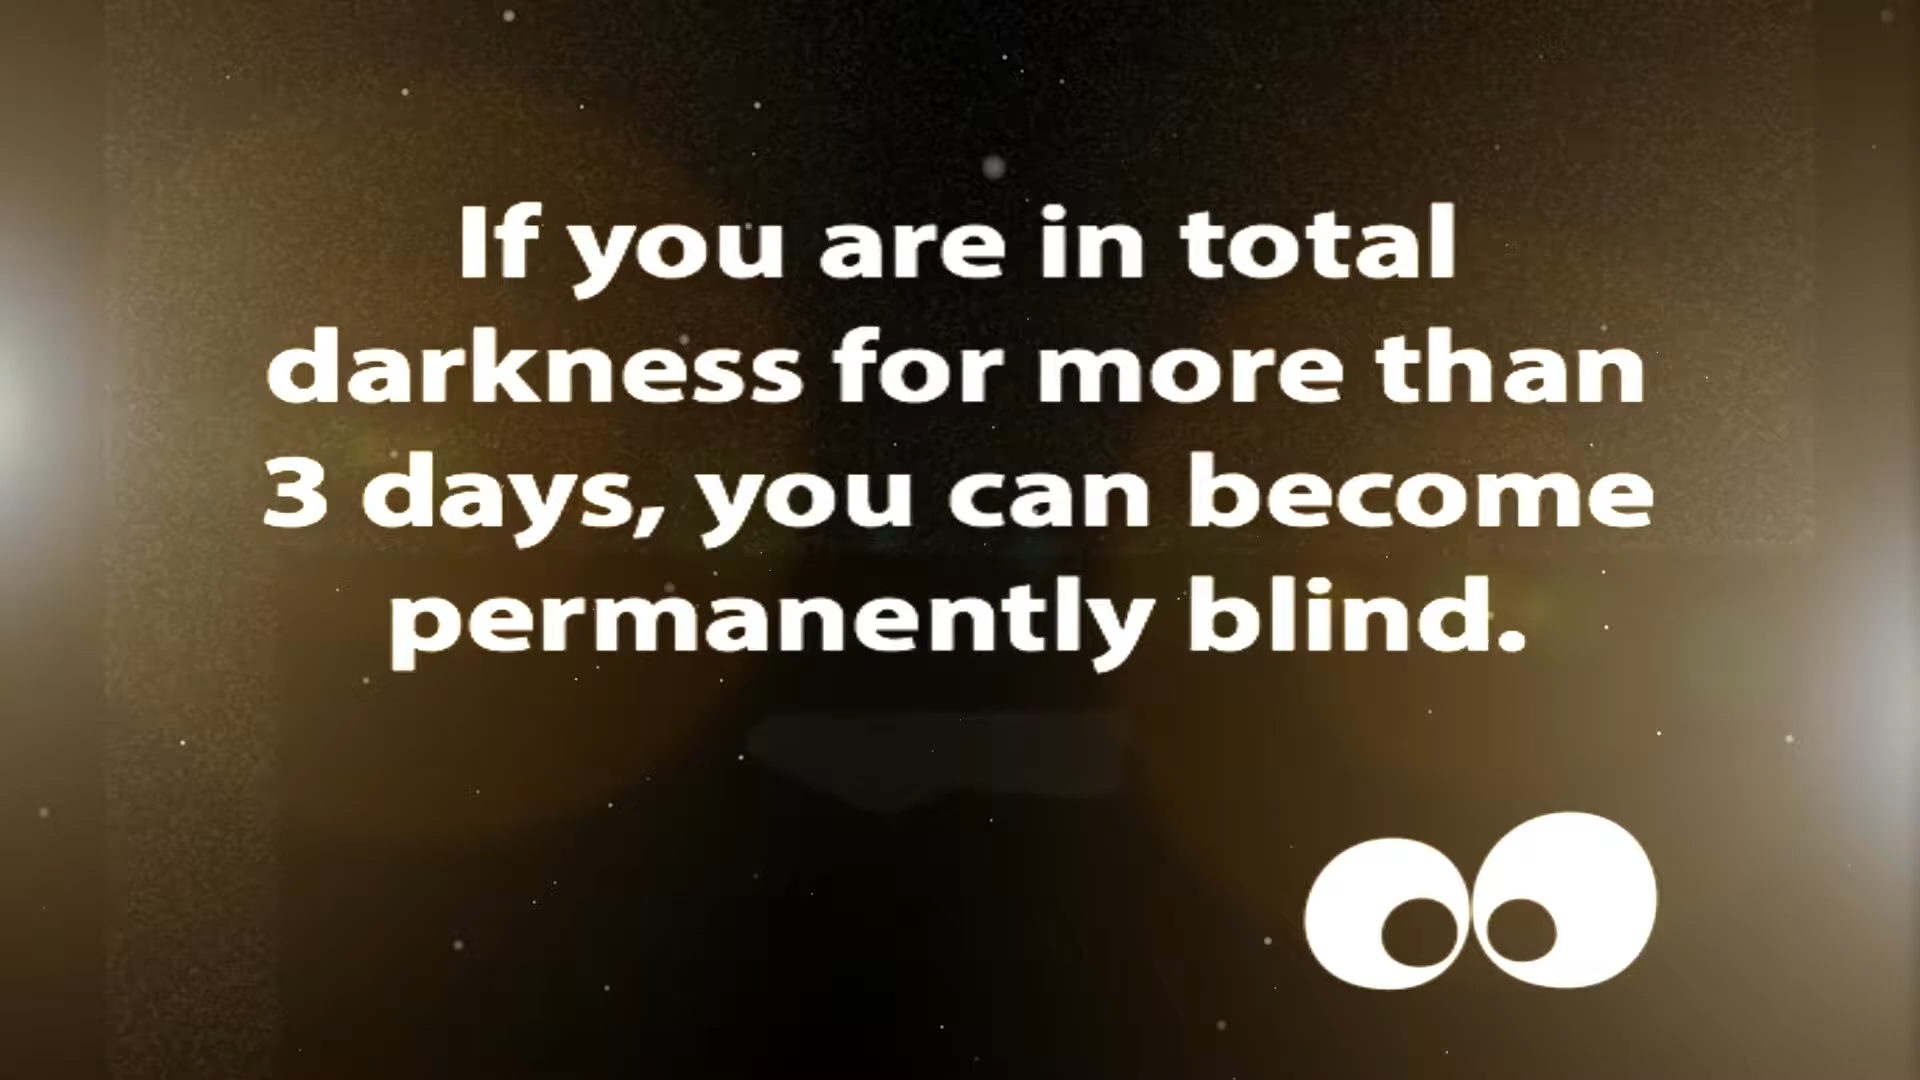 If you are in total
darkness for more than
3 days, you can become
permanently blind.